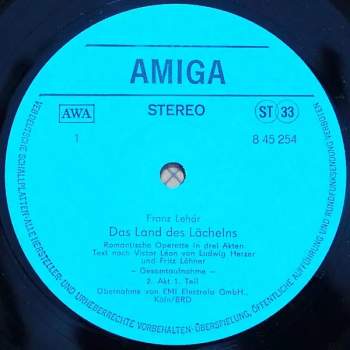 AMIGA
STEREO
AWA
ST 33
1
8 45 254
Franz Lehár
Das Land des Lächelns
Romantische Operette in drei Akten
Text nach Victor Léon von Ludwig Herzer
und Fritz Löhner
– Gesamtaufnahme –
2. Akt 1. Teil
Übernahme von EMI Electrola GmbH.,
Köln/BRD
VEB DEUTSCHE SCHALLPLATTEN · ALLE HERSTELLER- UND URHEBERRECHTE VORBEHALTEN · ÜBERSPIELUNG, ÖFFENTLICHE AUFFÜHRUNG UND RUNDFUNKSENDUNG VERBOTEN